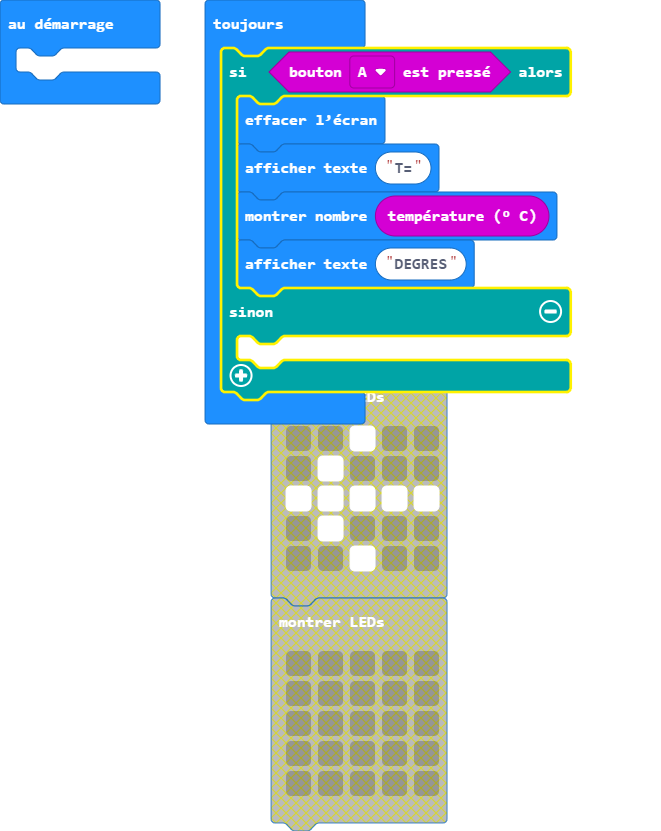 au démarrage
toujours
si bouton A est pressé alors
effacer l’écran
afficher texte "T="
montrer nombre température (º C)
afficher texte "DEGRES"
sinon
Ds
montrer LEDs